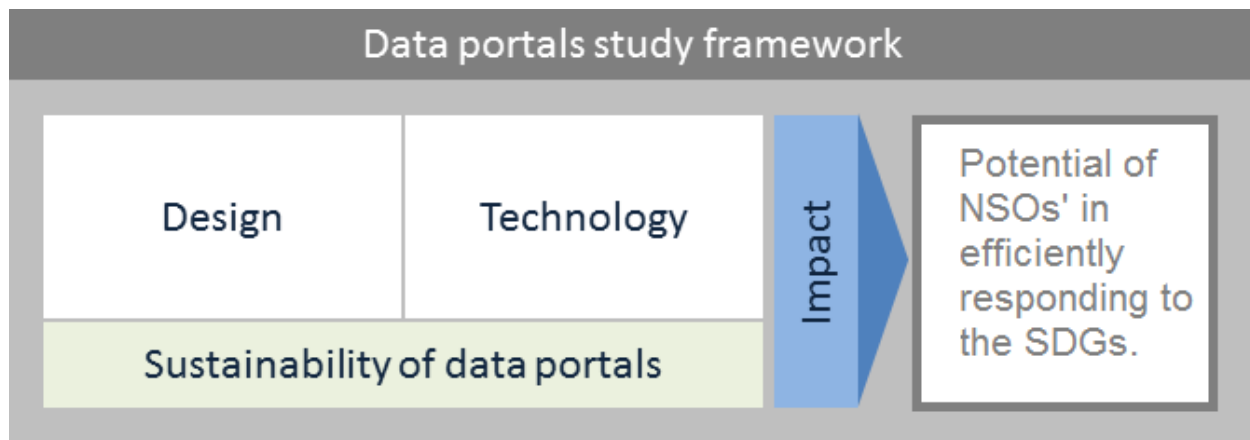 Data portals study framework
Design
Technology
Sustainability of data portals
Impact
Potential of
NSOs' in
efficiently
responding to
the SDGs.